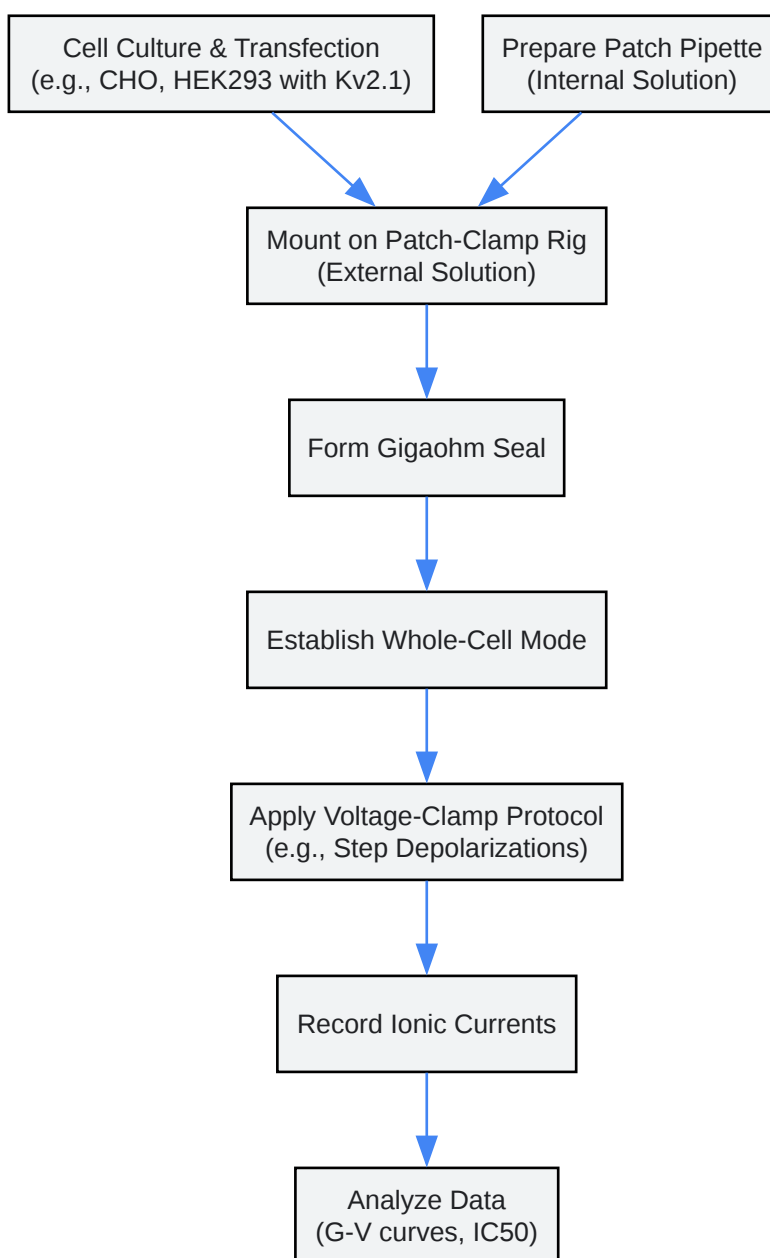 Cell Culture & Transfection
(e.g., CHO, HEK293 with Kv2.1)
Prepare Patch Pipette
(Internal Solution)
Mount on Patch-Clamp Rig
(External Solution)
Form Gigaohm Seal
Establish Whole-Cell Mode
Apply Voltage-Clamp Protocol
(e.g., Step Depolarizations)
Record Ionic Currents
Analyze Data
(G-V curves, IC50)